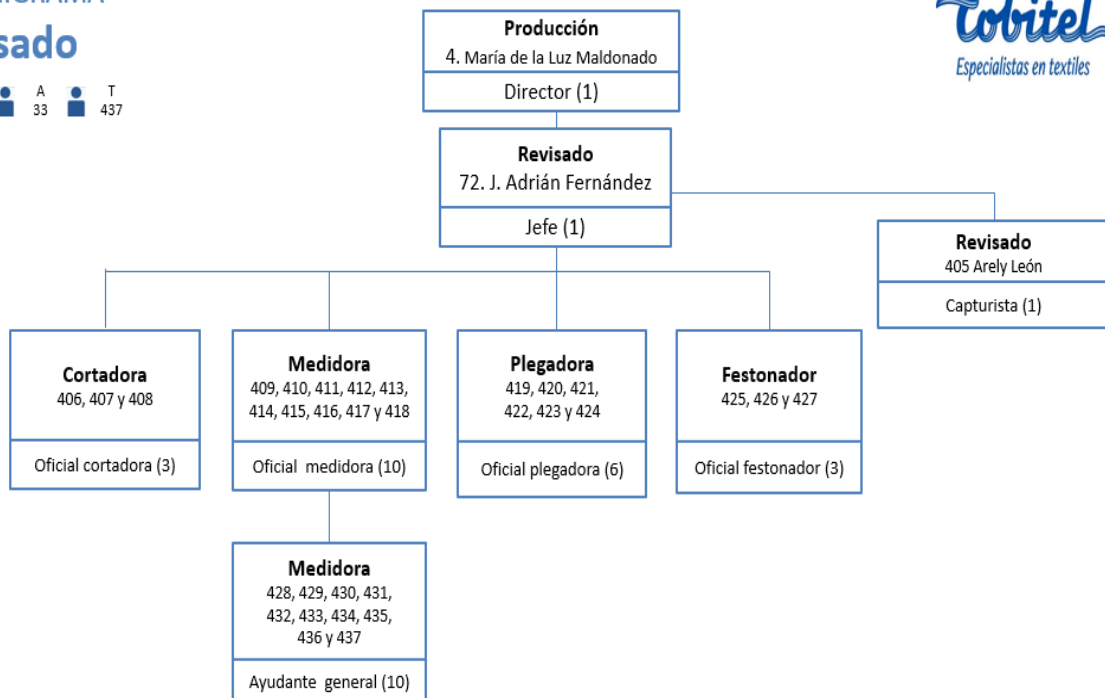 sado
A
33
T
437
Tobitel
Especialistas en textiles
Producción
4. María de la Luz Maldonado
Director (1)
Revisado
72. J. Adrián Fernández
Jefe (1)
Revisado
405 Arely León
Capturista (1)
Cortadora
406, 407 y 408
Oficial cortadora (3)
Medidora
409, 410, 411, 412, 413,
414, 415, 416, 417 y 418
Oficial medidora (10)
Plegadora
419, 420, 421,
422, 423 y 424
Oficial plegadora (6)
Festonador
425, 426 y 427
Oficial festonador (3)
Medidora
428, 429, 430, 431,
432, 433, 434, 435,
436 y 437
Ayudante general (10)